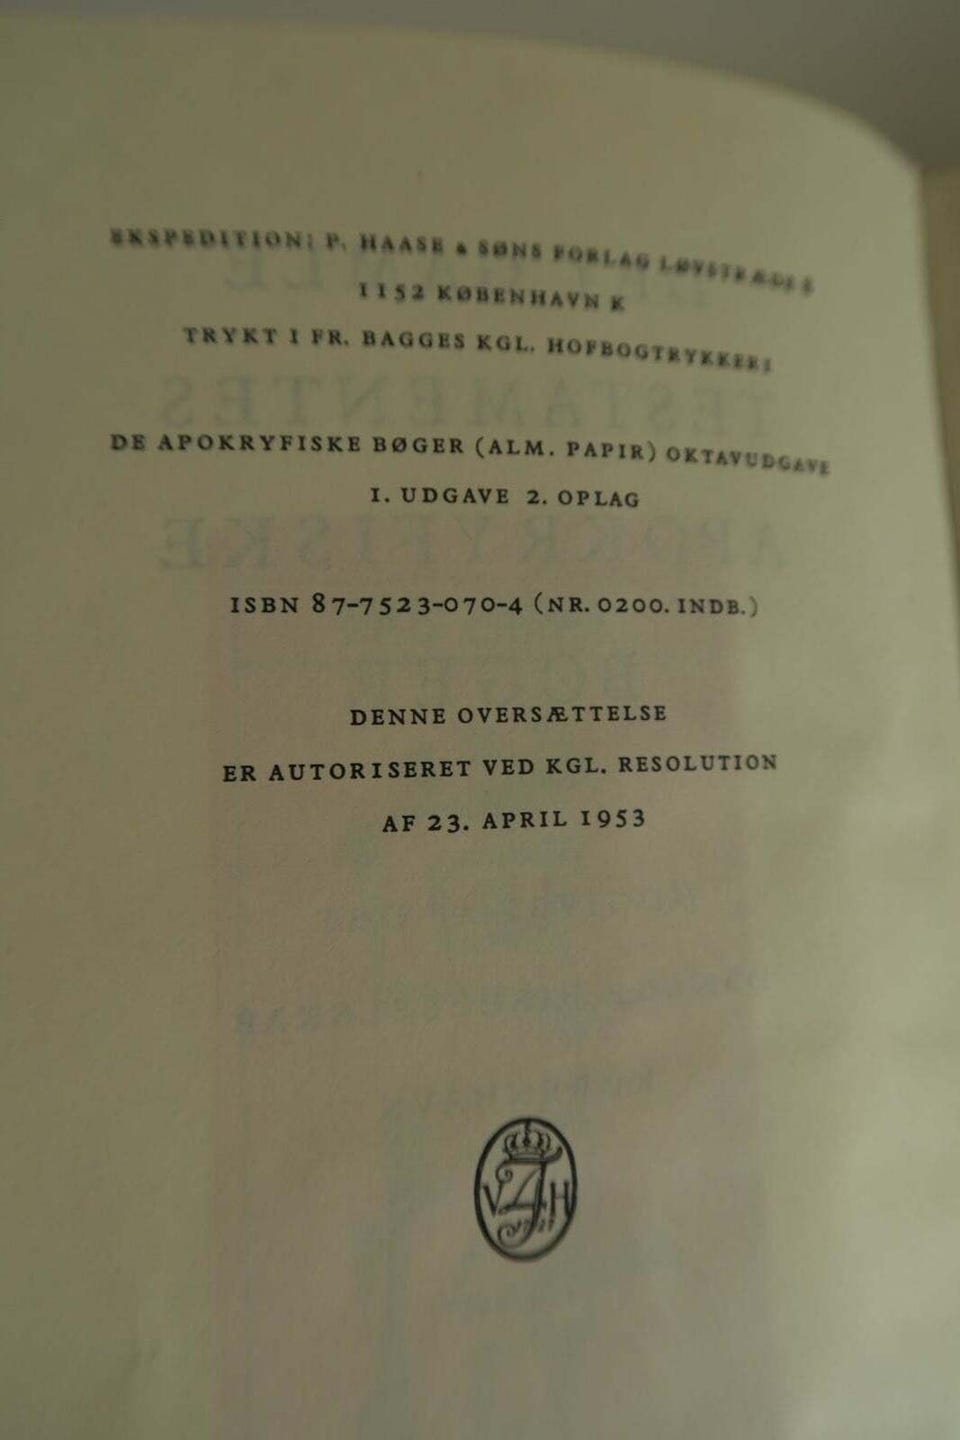 EKSPEDITION: P. HAASE & SØNS FORLAG LØVSTRÆDE
1152 KØBENHAVN K
TRYKT I FR. BAGGES KGL. HOFBOGTRYKKERI
DE APOKRYFISKE BØGER (ALM. PAPIR) OKTAVUDGAVE
1. UDGAVE 2. OPLAG
ISBN 87-7523-070-4 (NR. 0200. INDB.)
DENNE OVERSÆTTELSE
ER AUTORISERET VED KGL. RESOLUTION
AF 23. APRIL 1953